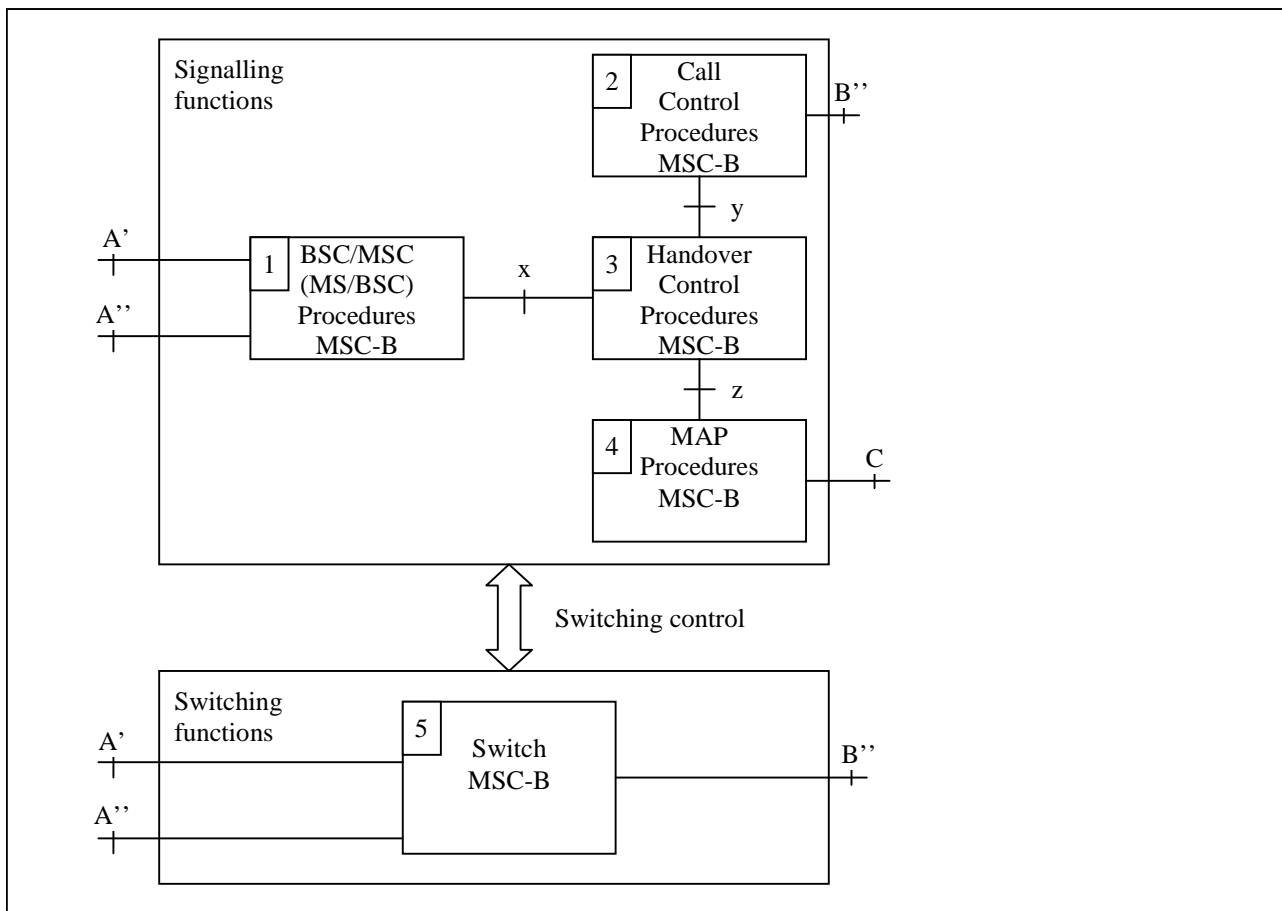 Signalling
functions
2
Call
Control
Procedures
MSC-B
B’’
y
A’
A’’
1
BSC/MSC
(MS/BSC)
Procedures
MSC-B
x
3
Handover
Control
Procedures
MSC-B
z
4
MAP
Procedures
MSC-B
C
Switching control
Switching
functions
A’
A’’
5
Switch
MSC-B
B’’